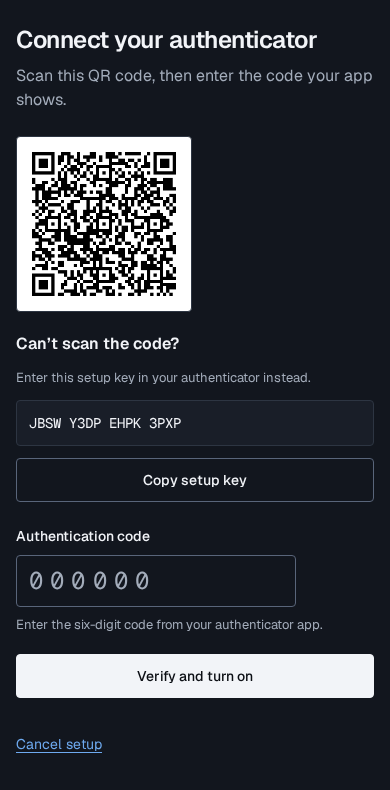 Connect your authenticator
Scan this QR code, then enter the code your app
shows.
Can’t scan the code?
Enter this setup key in your authenticator instead.
JBSW Y3DP EHPK 3PXP
Copy setup key
Authentication code
000000
Enter the six-digit code from your authenticator app.
Verify and turn on
Cancel setup